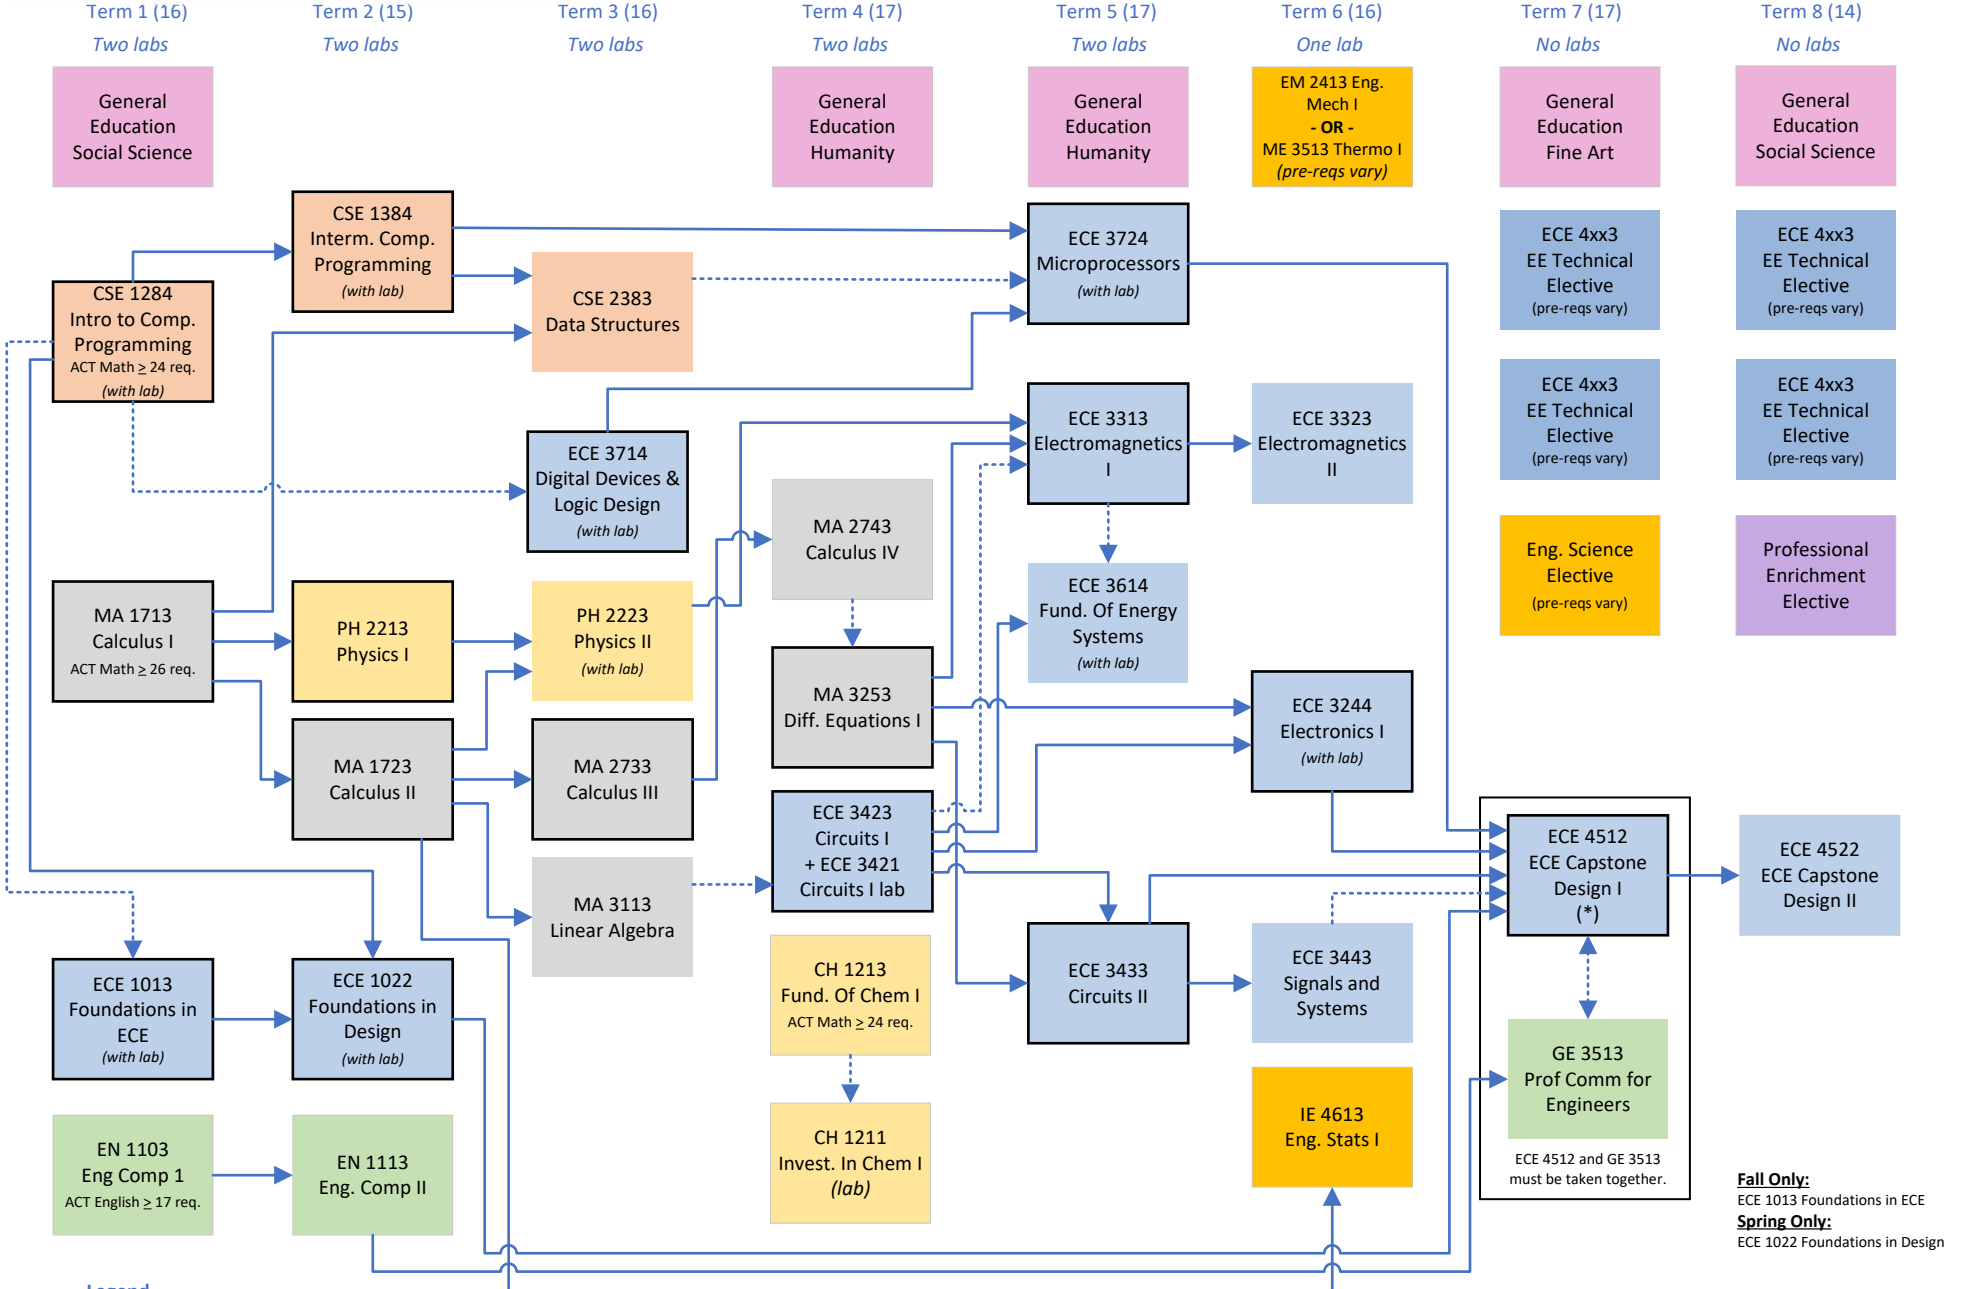 Term 1 (16)
Two labs
General
Education
Social Science
CSE 1284
Intro to Comp.
Programming
ACT Math ≥ 24 req.
(with lab)
MA 1713
Calculus I
ACT Math ≥ 26 req.
ECE 1013
Foundations in
ECE
(with lab)
EN 1103
Eng Comp 1
ACT English ≥ 17 req.
Term 2 (15)
Two labs
CSE 1384
Interm. Comp.
Programming
(with lab)
PH 2213
Physics I
MA 1723
Calculus II
ECE 1022
Foundations in
Design
(with lab)
EN 1113
Eng. Comp II
Term 3 (16)
Two labs
CSE 2383
Data Structures
ECE 3714
Digital Devices &
Logic Design
(with lab)
PH 2223
Physics II
(with lab)
MA 2733
Calculus III
MA 3113
Linear Algebra
Term 4 (17)
Two labs
General
Education
Humanity
MA 2743
Calculus IV
MA 3253
Diff. Equations I
ECE 3423
Circuits I
+ ECE 3421
Circuits I lab
CH 1213
Fund. Of Chem I
ACT Math ≥ 24 req.
CH 1211
Invest. In Chem I
(lab)
Term 5 (17)
Two labs
General
Education
Humanity
ECE 3724
Microprocessors
(with lab)
ECE 3313
Electromagnetics
I
ECE 3614
Fund. Of Energy
Systems
(with lab)
ECE 3433
Circuits II
Term 6 (16)
One lab
EM 2413 Eng.
Mech I
- OR -
ME 3513 Thermo I
(pre-reqs vary)
ECE 3323
Electromagnetics
II
ECE 3244
Electronics I
(with lab)
ECE 3443
Signals and
Systems
IE 4613
Eng. Stats I
Term 7 (17)
No labs
General
Education
Fine Art
ECE 4xx3
EE Technical
Elective
(pre-reqs vary)
ECE 4xx3
EE Technical
Elective
(pre-reqs vary)
Eng. Science
Elective
(pre-reqs vary)
ECE 4512
ECE Capstone
Design I
(*)
GE 3513
Prof Comm for
Engineers
ECE 4512 and GE 3513
must be taken together.
Term 8 (14)
No labs
General
Education
Social Science
ECE 4xx3
EE Technical
Elective
(pre-reqs vary)
ECE 4xx3
EE Technical
Elective
(pre-reqs vary)
Professional
Enrichment
Elective
ECE 4522
ECE Capstone
Design II
Fall Only:
ECE 1013 Foundations in ECE
Spring Only:
ECE 1022 Foundations in Design
Legend